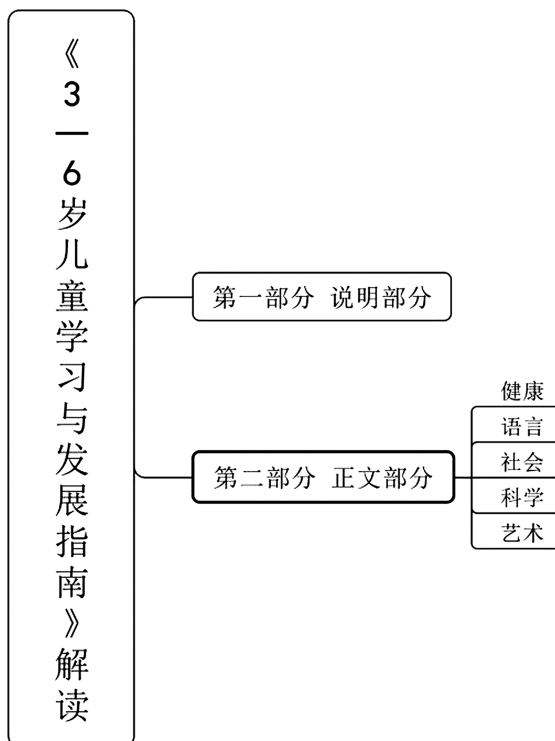 《3—6岁儿童学习与发展指南》解读
第一部分 说明部分
第二部分 正文部分
健康
语言
社会
科学
艺术